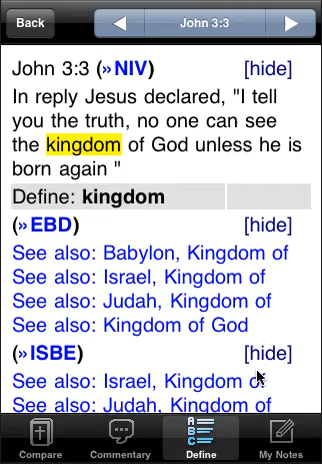 Back
John 3:3
John 3:3 (»NIV) [hide]
In reply Jesus declared, "I tell
you the truth, no one can see
the kingdom of God unless he is
born again "
Define: kingdom
(»EBD) [hide]
See also: Babylon, Kingdom of
See also: Israel, Kingdom of
See also: Judah, Kingdom of
See also: Kingdom of God
(»ISBE) [hide]
See also: Israel, Kingdom of
See also: Judah, Kingdom of
Compare Commentary Define My Notes